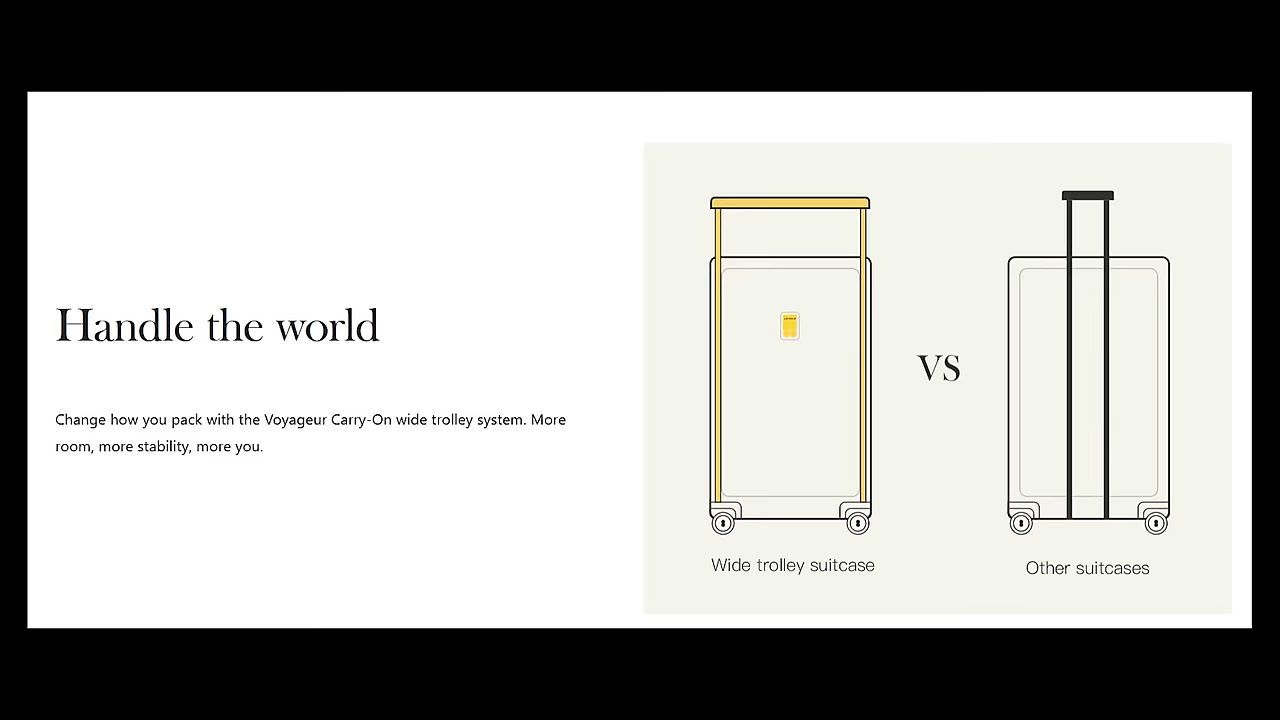 Handle the world
Change how you pack with the Voyageur Carry-On wide trolley system. More
room, more stability, more you.
VS
Wide trolley suitcase
Other suitcases